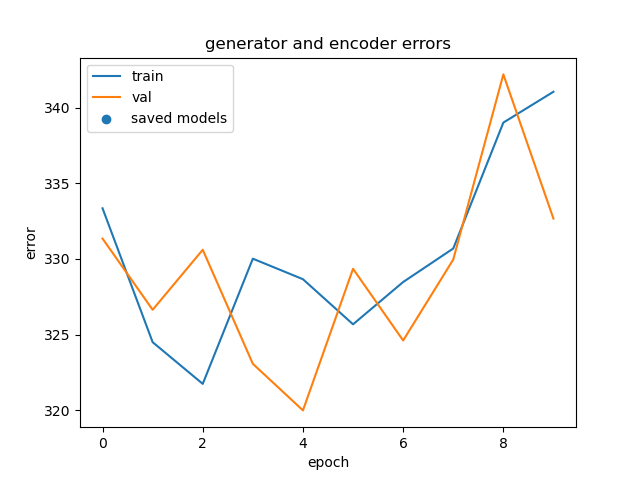 generator and encoder errors
train
val
saved models
340
335
330
325
320
error
0 2 4 6 8
epoch